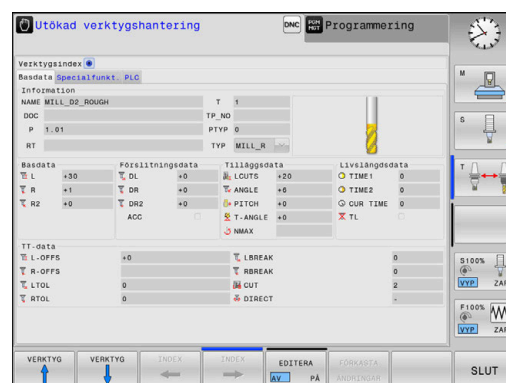 Utökad verktygshantering
DNC
PGM MGT
Programmering
Verktygsindex
Basdata Specialfunkt. PLC
Information
NAME MILL_D2_ROUGH T 1
DOC TP_NO
P 1.01 PTYP 0
RT TYP MILL_R
Basdata Förslitningsdata Tilläggsdata Livslängdsdata
L +30 DL +0 LCUTS +20 TIME1 0
R +1 DR +0 ANGLE +6 TIME2 0
R2 +0 DR2 +0 PITCH +0 CUR TIME 0
ACC T-ANGLE +0 TL
NMAX
TT-data
L-OFFS +0 LBREAK 0
R-OFFS RBREAK 0
LTOL 0 CUT 2
RTOL 0 DIRECT -
M
S
T
S100%
VYP ZAP
F100%
VYP ZAP
VERKTYG
VERKTYG
INDEX
INDEX
EDITERA
AV PÅ
FÖRKASTA
ÄNDRINGAR
SLUT